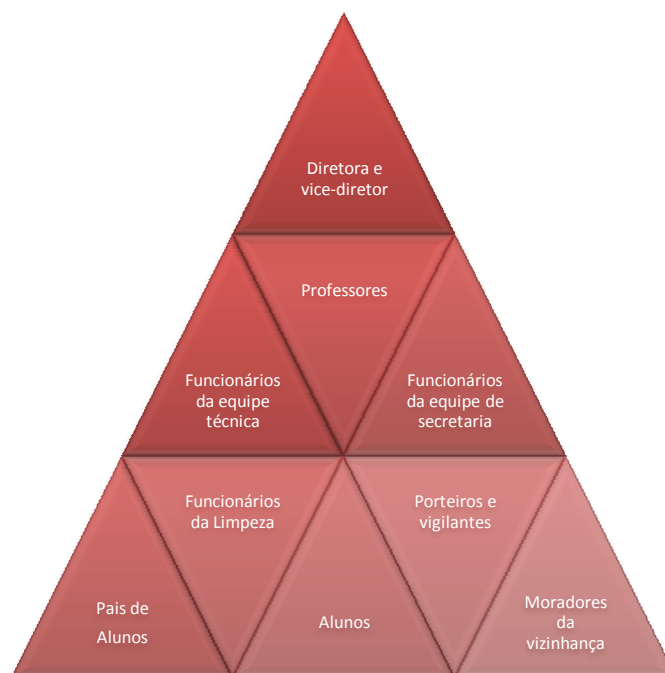 Diretora e
vice-diretor
Professores
Funcionários
da equipe
técnica
Funcionários
da equipe de
secretaria
Funcionários
da Limpeza
Porteiros e
vigilantes
Pais de
Alunos
Alunos
Moradores
da
vizinhança